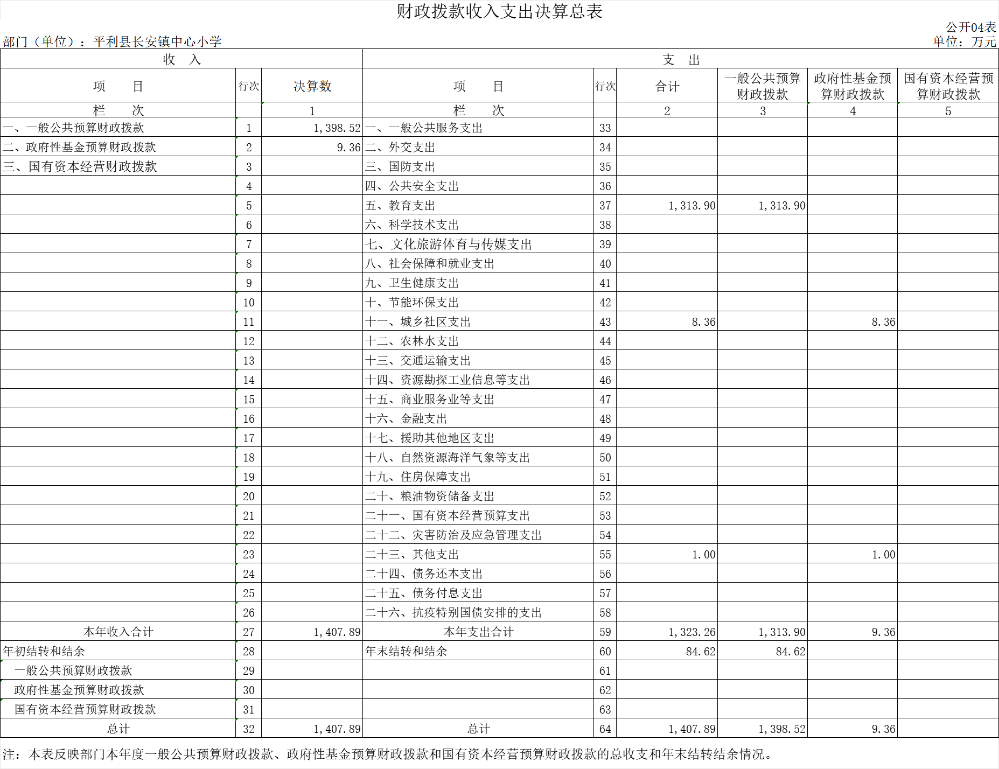 财政拨款收入支出决算总表
公开04表
部门（单位）：平利县长安镇中心小学 单位：万元
收 入 支 出
项 目 行次 决算数 项 目 行次 合计 一般公共预算财政拨款 政府性基金预算财政拨款 国有资本经营预算财政拨款
栏 次 1 栏 次 2 3 4 5
一、一般公共预算财政拨款 1 1,398.52 一、一般公共服务支出 33
二、政府性基金预算财政拨款 2 9.36 二、外交支出 34
三、国有资本经营财政拨款 3 三、国防支出 35
4 四、公共安全支出 36
5 五、教育支出 37 1,313.90 1,313.90
6 六、科学技术支出 38
7 七、文化旅游体育与传媒支出 39
8 八、社会保障和就业支出 40
9 九、卫生健康支出 41
10 十、节能环保支出 42
11 十一、城乡社区支出 43 8.36 8.36
12 十二、农林水支出 44
13 十三、交通运输支出 45
14 十四、资源勘探工业信息等支出 46
15 十五、商业服务业等支出 47
16 十六、金融支出 48
17 十七、援助其他地区支出 49
18 十八、自然资源海洋气象等支出 50
19 十九、住房保障支出 51
20 二十、粮油物资储备支出 52
21 二十一、国有资本经营预算支出 53
22 二十二、灾害防治及应急管理支出 54
23 二十三、其他支出 55 1.00 1.00
24 二十四、债务还本支出 56
25 二十五、债务付息支出 57
26 二十六、抗疫特别国债安排的支出 58
本年收入合计 27 1,407.89 本年支出合计 59 1,323.26 1,313.90 9.36
年初结转和结余 28 年末结转和结余 60 84.62 84.62
一般公共预算财政拨款 29 61
政府性基金预算财政拨款 30 62
国有资本经营预算财政拨款 31 63
总计 32 1,407.89 总计 64 1,407.89 1,398.52 9.36
注：本表反映部门本年度一般公共预算财政拨款、政府性基金预算财政拨款和国有资本经营预算财政拨款的总收支和年末结转结余情况。